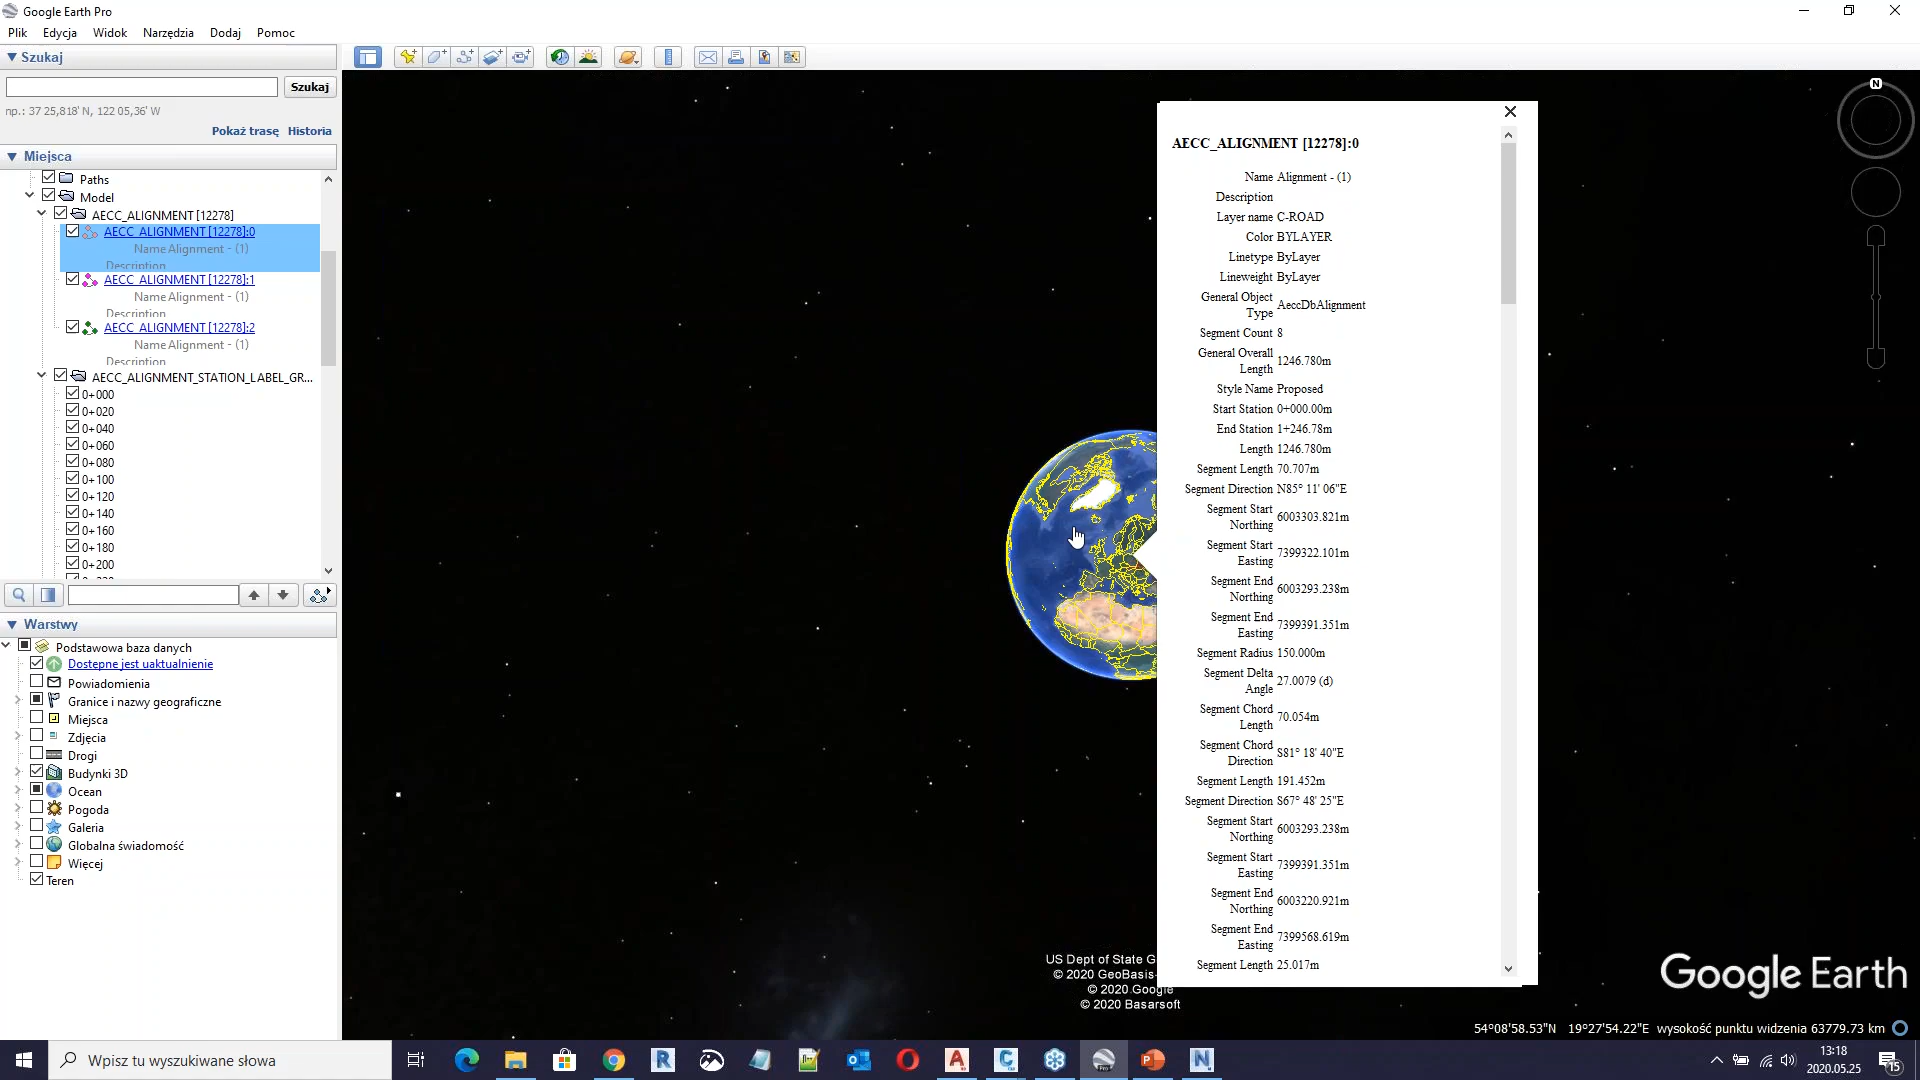 Google Earth Pro
Plik Edycja Widok Narzędzia Dodaj Pomoc
Szukaj
Szukaj
np.: 37 25,818' N, 122 05,36' W
Pokaż trasę Historia
Miejsca
Paths
Model
AECC_ALIGNMENT [12278]
AECC_ALIGNMENT [12278]:0
Name Alignment - (1)
Description
AECC_ALIGNMENT [12278]:1
Name Alignment - (1)
Description
AECC_ALIGNMENT [12278]:2
Name Alignment - (1)
Description
AECC_ALIGNMENT_STATION_LABEL_GR...
0+000
0+020
0+040
0+060
0+080
0+100
0+120
0+140
0+160
0+180
0+200
Warstwy
Podstawowa baza danych
Dostępne jest uaktualnienie
Powiadomienia
Granice i nazwy geograficzne
Miejsca
Zdjęcia
Drogi
Budynki 3D
Ocean
Pogoda
Galeria
Globalna świadomość
Więcej
Teren
N
AECC_ALIGNMENT [12278]:0
Name Alignment - (1)
Description
Layer name C-ROAD
Color BYLAYER
Linetype ByLayer
Lineweight ByLayer
General Object Type AeccDbAlignment
Segment Count 8
General Overall Length 1246.780m
Style Name Proposed
Start Station 0+000.00m
End Station 1+246.78m
Length 1246.780m
Segment Length 70.707m
Segment Direction N85° 11' 06"E
Segment Start Northing 6003303.821m
Segment Start Easting 7399322.101m
Segment End Northing 6003293.238m
Segment End Easting 7399391.351m
Segment Radius 150.000m
Segment Delta Angle 27.0079 (d)
Segment Chord Length 70.054m
Segment Chord Direction S81° 18' 40"E
Segment Length 191.452m
Segment Direction S67° 48' 25"E
Segment Start Northing 6003293.238m
Segment Start Easting 7399391.351m
Segment End Northing 6003220.921m
Segment End Easting 7399568.619m
Segment Length 25.017m
US Dept of State G
© 2020 GeoBasis-
© 2020 Google
© 2020 Basarsoft
Google Earth
54°08'58.53"N 19°27'54.22"E wysokość punktu widzenia 63779.73 km
Wpisz tu wyszukiwane słowa
13:18
2020.05.25
15